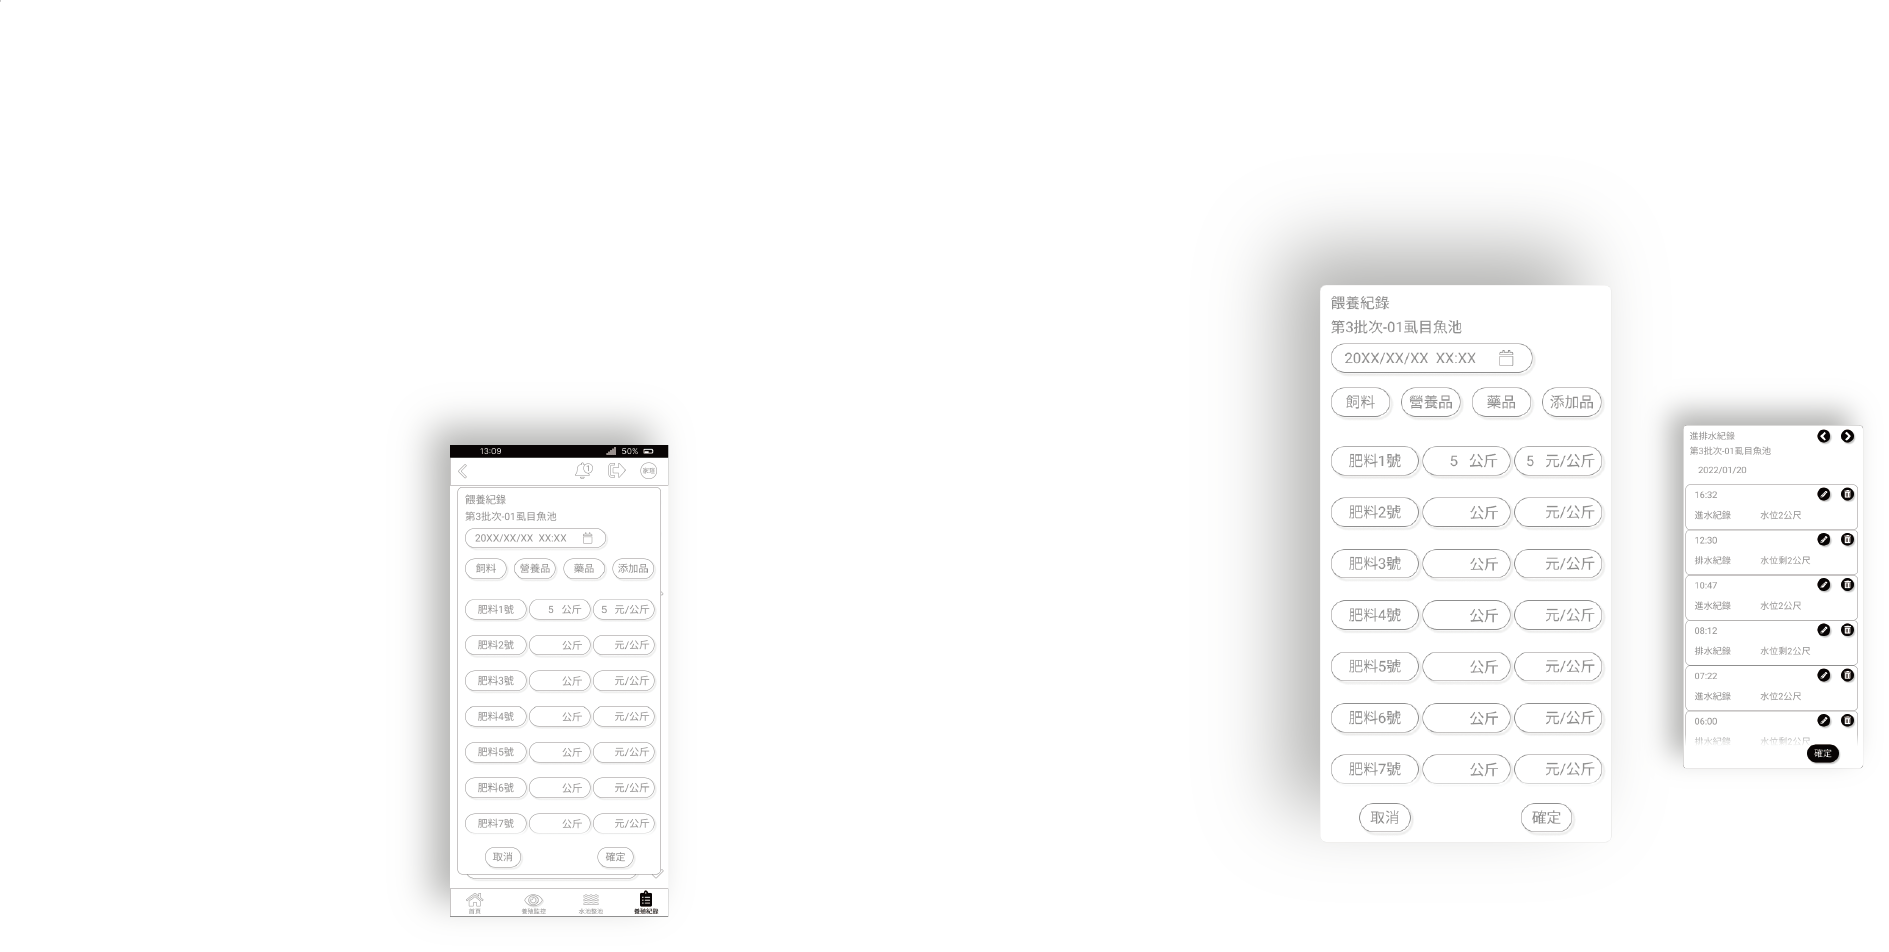 13:09
50%
餵養紀錄
第3批次-01虱目魚池
20XX/XX/XX XX:XX
飼料 營養品 藥品 添加品
肥料1號 5 公斤 5 元/公斤
肥料2號 公斤 元/公斤
肥料3號 公斤 元/公斤
肥料4號 公斤 元/公斤
肥料5號 公斤 元/公斤
肥料6號 公斤 元/公斤
肥料7號 公斤 元/公斤
取消 確定
首頁 養殖監控 水池整池 養殖紀錄
餵養紀錄
第3批次-01虱目魚池
20XX/XX/XX XX:XX
飼料 營養品 藥品 添加品
肥料1號 5 公斤 5 元/公斤
肥料2號 公斤 元/公斤
肥料3號 公斤 元/公斤
肥料4號 公斤 元/公斤
肥料5號 公斤 元/公斤
肥料6號 公斤 元/公斤
肥料7號 公斤 元/公斤
取消 確定
進排水紀錄
第3批次-01虱目魚池
2022/01/20
16:32
進水紀錄 水位2公尺
12:30
排水紀錄 水位剩2公尺
10:47
進水紀錄 水位2公尺
08:12
排水紀錄 水位剩2公尺
07:22
進水紀錄 水位2公尺
06:00
排水紀錄 水位剩2公尺
確定